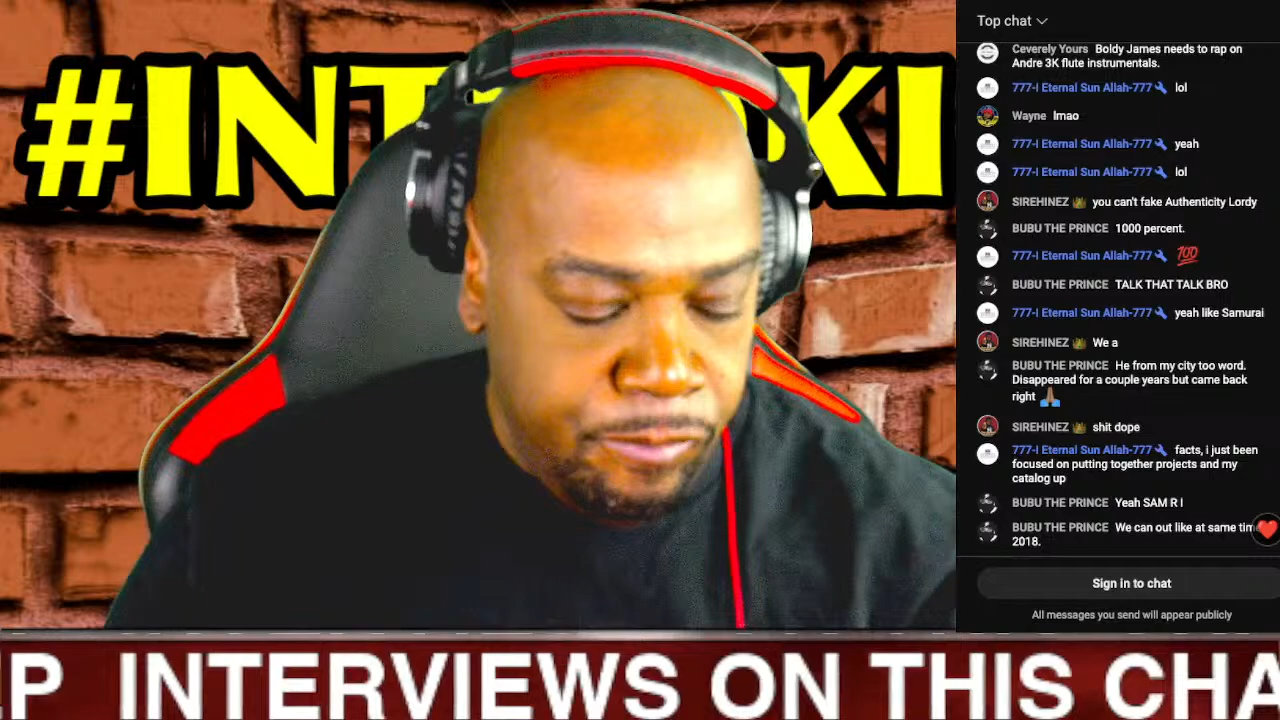 #INT
KI
Top chat
Ceverely Yours Boldy James needs to rap on
Andre 3K flute instrumentals.
777-I Eternal Sun Allah-777 lol
Wayne lmao
777-I Eternal Sun Allah-777 yeah
777-I Eternal Sun Allah-777 lol
SIREHINEZ you can't fake Authenticity Lordy
BUBU THE PRINCE 1000 percent.
777-I Eternal Sun Allah-777 💯
BUBU THE PRINCE TALK THAT TALK BRO
777-I Eternal Sun Allah-777 yeah like Samurai
SIREHINEZ We a
BUBU THE PRINCE He from my city too word.
Disappeared for a couple years but came back
right
SIREHINEZ shit dope
777-I Eternal Sun Allah-777 facts, i just been
focused on putting together projects and my
catalog up
BUBU THE PRINCE Yeah SAM R I
BUBU THE PRINCE We can out like at same tim
2018.
Sign in to chat
All messages you send will appear publicly
P INTERVIEWS ON THIS CHA